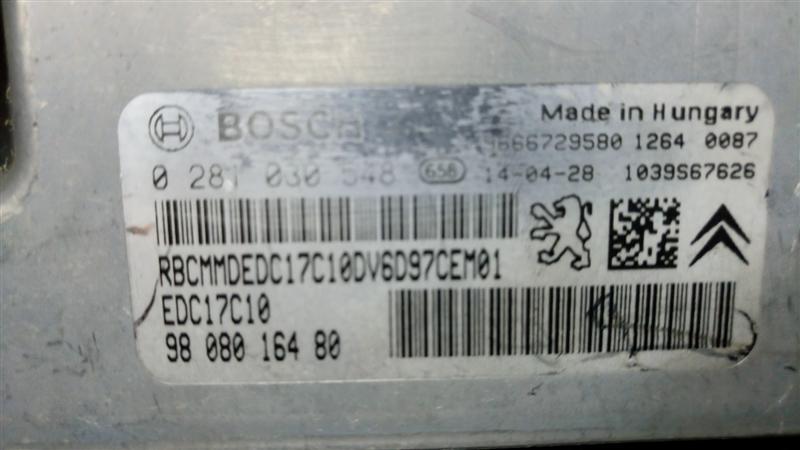 BOSCH
Made in Hungary
9666729580 1264 0087
0 281 030 548 658 14-04-28 1039S67626
RBCMMDEDC17C10DV6D97CEM01
EDC17C10
98 080 164 80